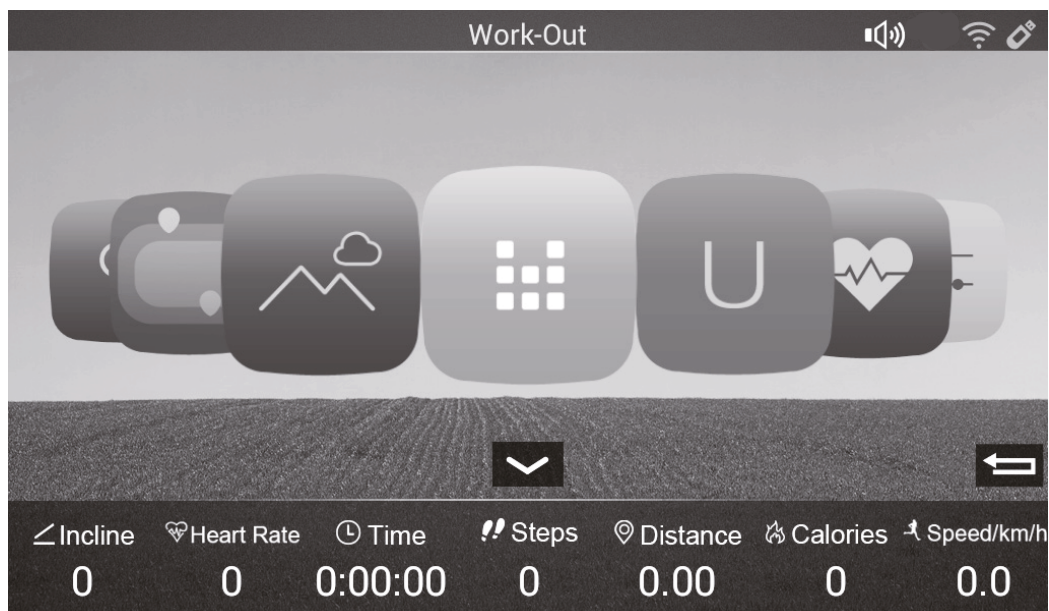 Work-Out
U
Incline Heart Rate Time Steps Distance Calories Speed/km/h
0 0 0:00:00 0 0.00 0 0.0